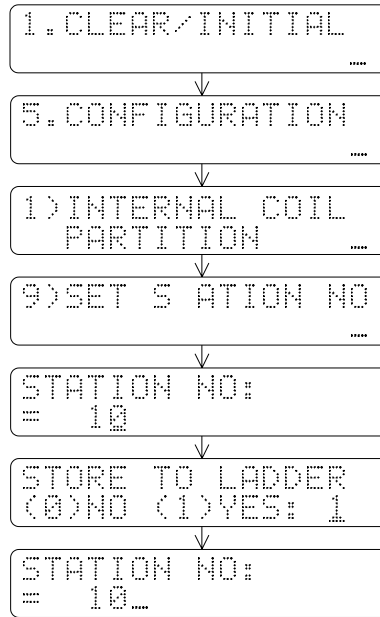 1.CLEAR/INITIAL
5.CONFIGURATION
1)INTERNAL COIL
PARTITION
9)SET S ATION NO
STATION NO:
= 10
STORE TO LADDER
(0)NO (1)YES: 1
STATION NO:
= 10